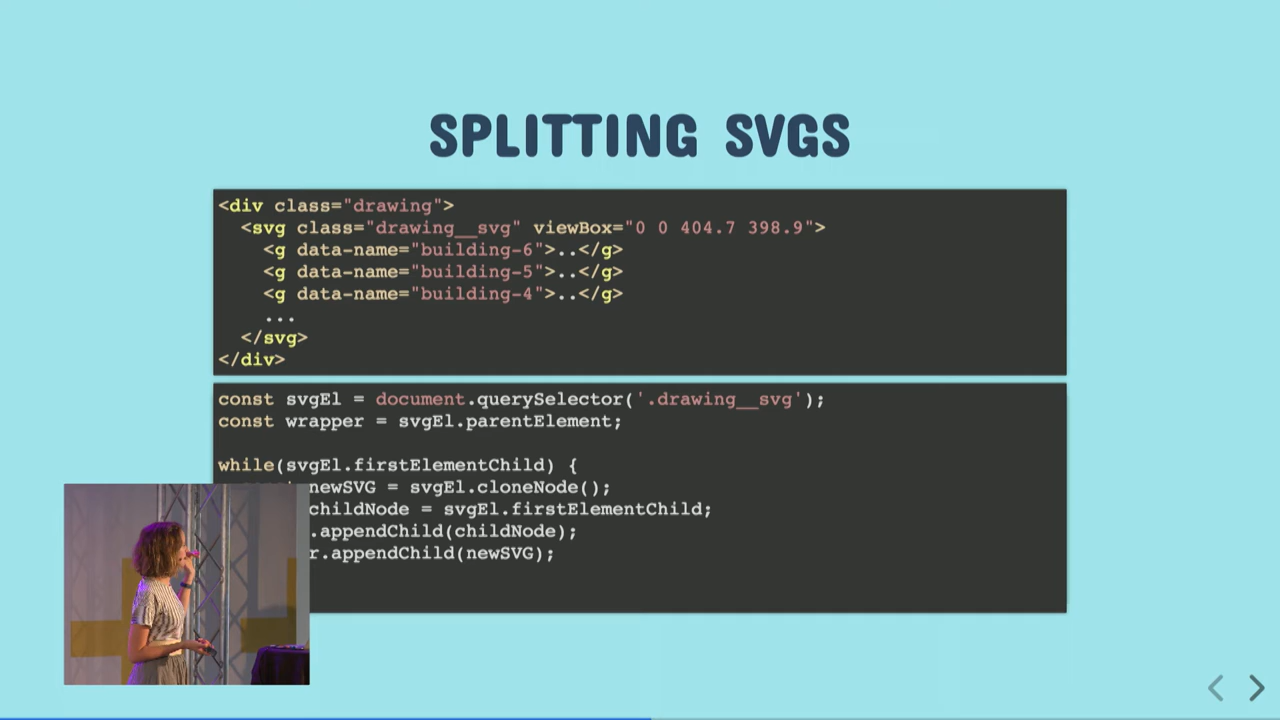 SPLITTING SVGS
<div class="drawing">
<svg class="drawing__svg" viewBox="0 0 404.7 398.9">
<g data-name="building-6">..</g>
<g data-name="building-5">..</g>
<g data-name="building-4">..</g>
...
</svg>
</div>
const svgEl = document.querySelector('.drawing__svg');
const wrapper = svgEl.parentElement;
while(svgEl.firstElementChild) {
newSVG = svgEl.cloneNode();
childNode = svgEl.firstElementChild;
.appendChild(childNode);
r.appendChild(newSVG);